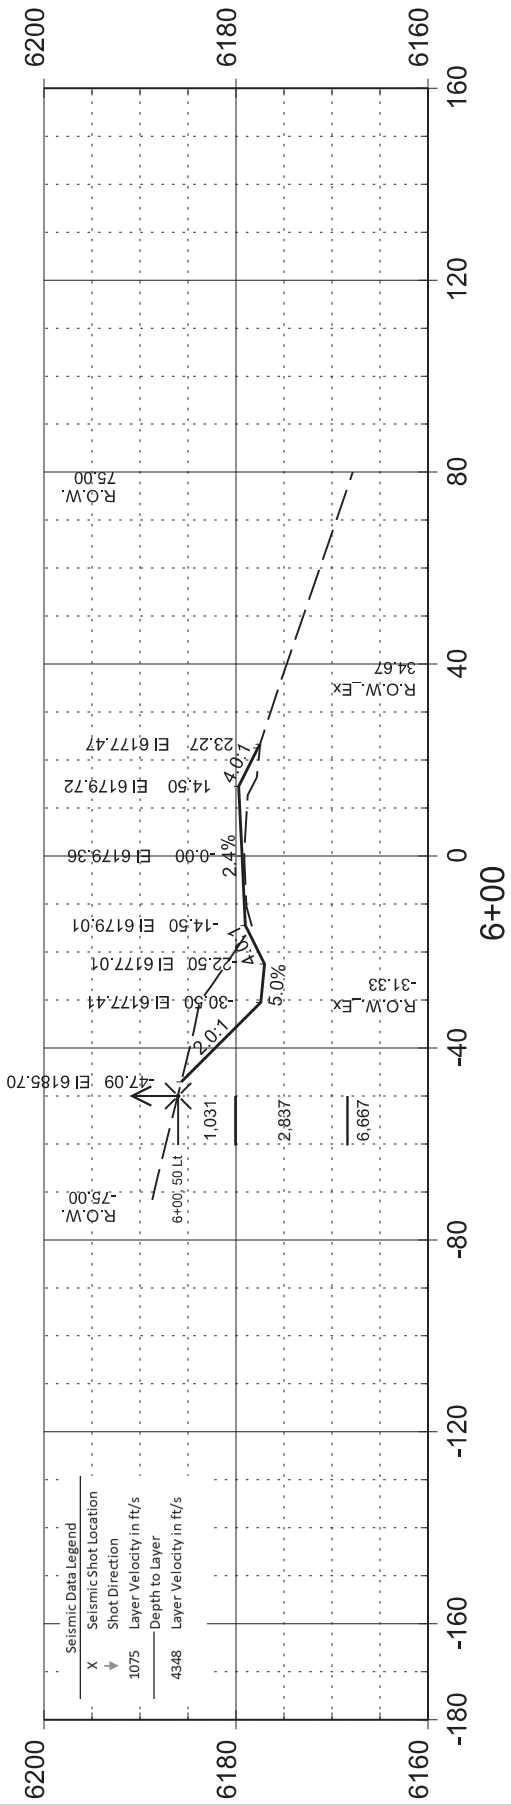 6200
6180
6160
6200
6180
6160
Seismic Data Legend
X Seismic Shot Location
Shot Direction
1075 Layer Velocity in ft/s
Depth to Layer
4348 Layer Velocity in ft/s
R.O.W.
-75.00
-47.09 El 6185.70
-30.50 El 6177.41
-22.50 El 6177.01
-14.50 El 6179.01
-0.00 El 6179.36
14.50 El 6179.72
23.27 El 6177.47
R.O.W.
75.00
6+00, 50 Lt
1,031
2,837
6,667
2.0:1
5.0%
4.0:1
2.4%
4.0:1
R.O.W._Ex
-31.33
R.O.W._Ex
34.67
-180
-160
-120
-80
-40
0
40
80
120
160
6+00